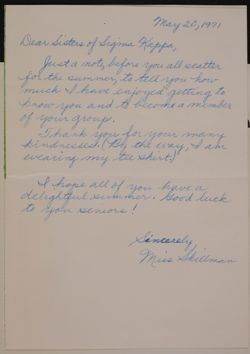 May 20, 1971
Dear Sisters of Sigma Kappa,
Just a note, before you all scatter
for the summer, to tell you how
much I have enjoyed getting to
know you and to become a member
of your group.
Thank you for your many
kindnesses. (By the way, I am
wearing my tee shirt.)
I hope all of you have a
delightful summer. Good luck
to you seniors!
Sincerely,
Miss Skillman